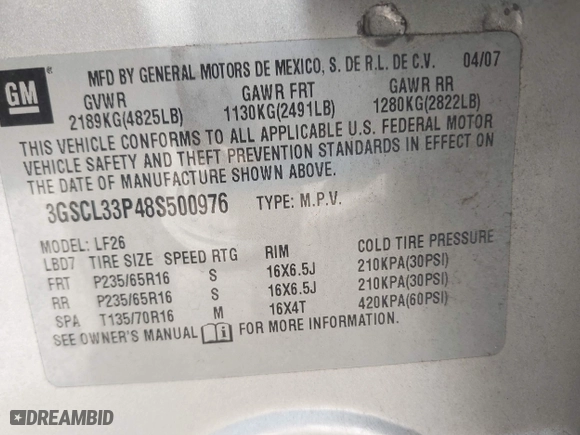 GM
MFD BY GENERAL MOTORS DE MEXICO, S. DE R.L. DE C.V. 04/07
GVWR GAWR FRT GAWR RR
2189KG(4825LB) 1130KG(2491LB) 1280KG(2822LB)
THIS VEHICLE CONFORMS TO ALL APPLICABLE U.S. FEDERAL MOTOR
VEHICLE SAFETY AND THEFT PREVENTION STANDARDS IN EFFECT ON
THE DATE OF MANUFACTURE SHOWN ABOVE.
3GSCL33P48S500976 TYPE: M.P.V.
MODEL: LF26
LBD7 TIRE SIZE SPEED RTG RIM COLD TIRE PRESSURE
FRT P235/65R16 S 16X6.5J 210KPA(30PSI)
RR P235/65R16 S 16X6.5J 210KPA(30PSI)
SPA T135/70R16 M 16X4T 420KPA(60PSI)
SEE OWNER'S MANUAL FOR MORE INFORMATION.
DREAMBID